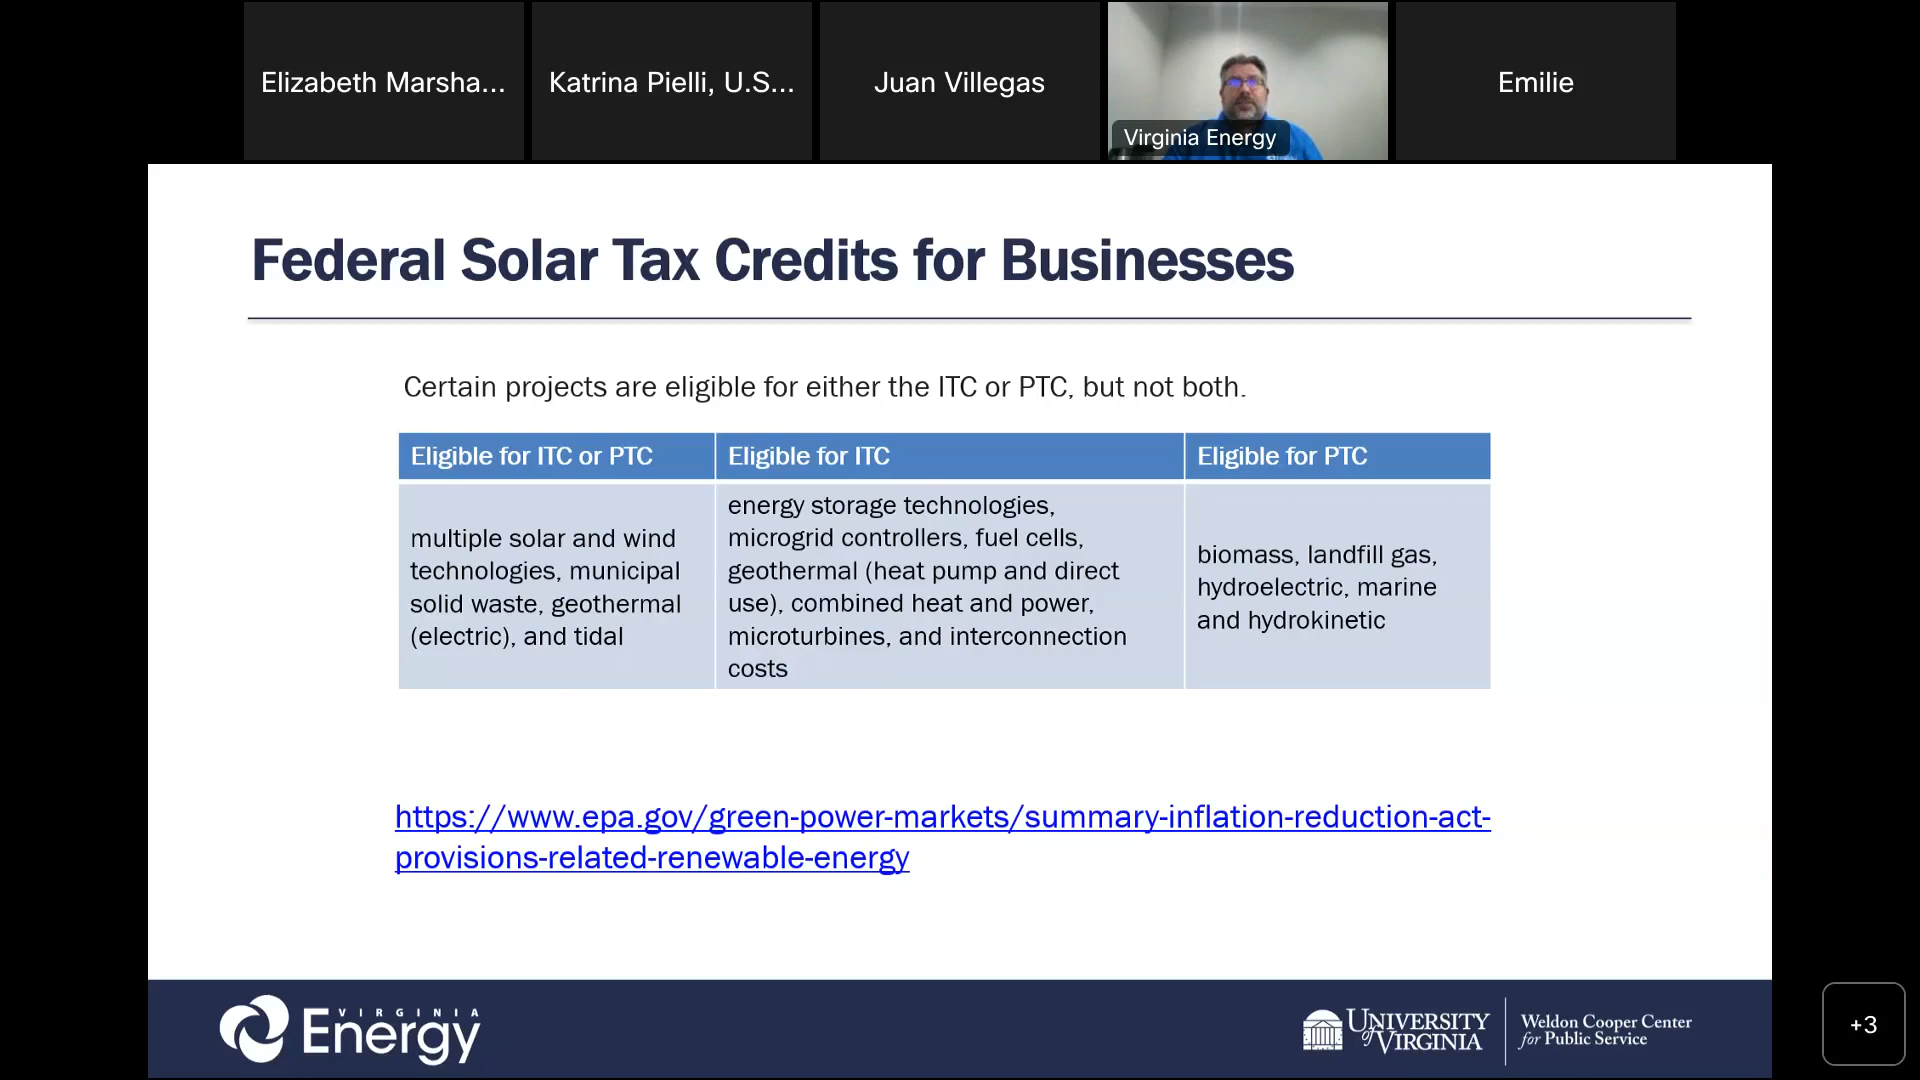 Elizabeth Marsha...
Katrina Pielli, U.S...
Juan Villegas
Virginia Energy
Emilie
Federal Solar Tax Credits for Businesses
Certain projects are eligible for either the ITC or PTC, but not both.
Eligible for ITC or PTC
Eligible for ITC
Eligible for PTC
multiple solar and wind
technologies, municipal
solid waste, geothermal
(electric), and tidal
energy storage technologies,
microgrid controllers, fuel cells,
geothermal (heat pump and direct
use), combined heat and power,
microturbines, and interconnection
costs
biomass, landfill gas,
hydroelectric, marine
and hydrokinetic
https://www.epa.gov/green-power-markets/summary-inflation-reduction-act-
provisions-related-renewable-energy
VIRGINIA
Energy
UNIVERSITY
of VIRGINIA
Weldon Cooper Center
for Public Service
+3